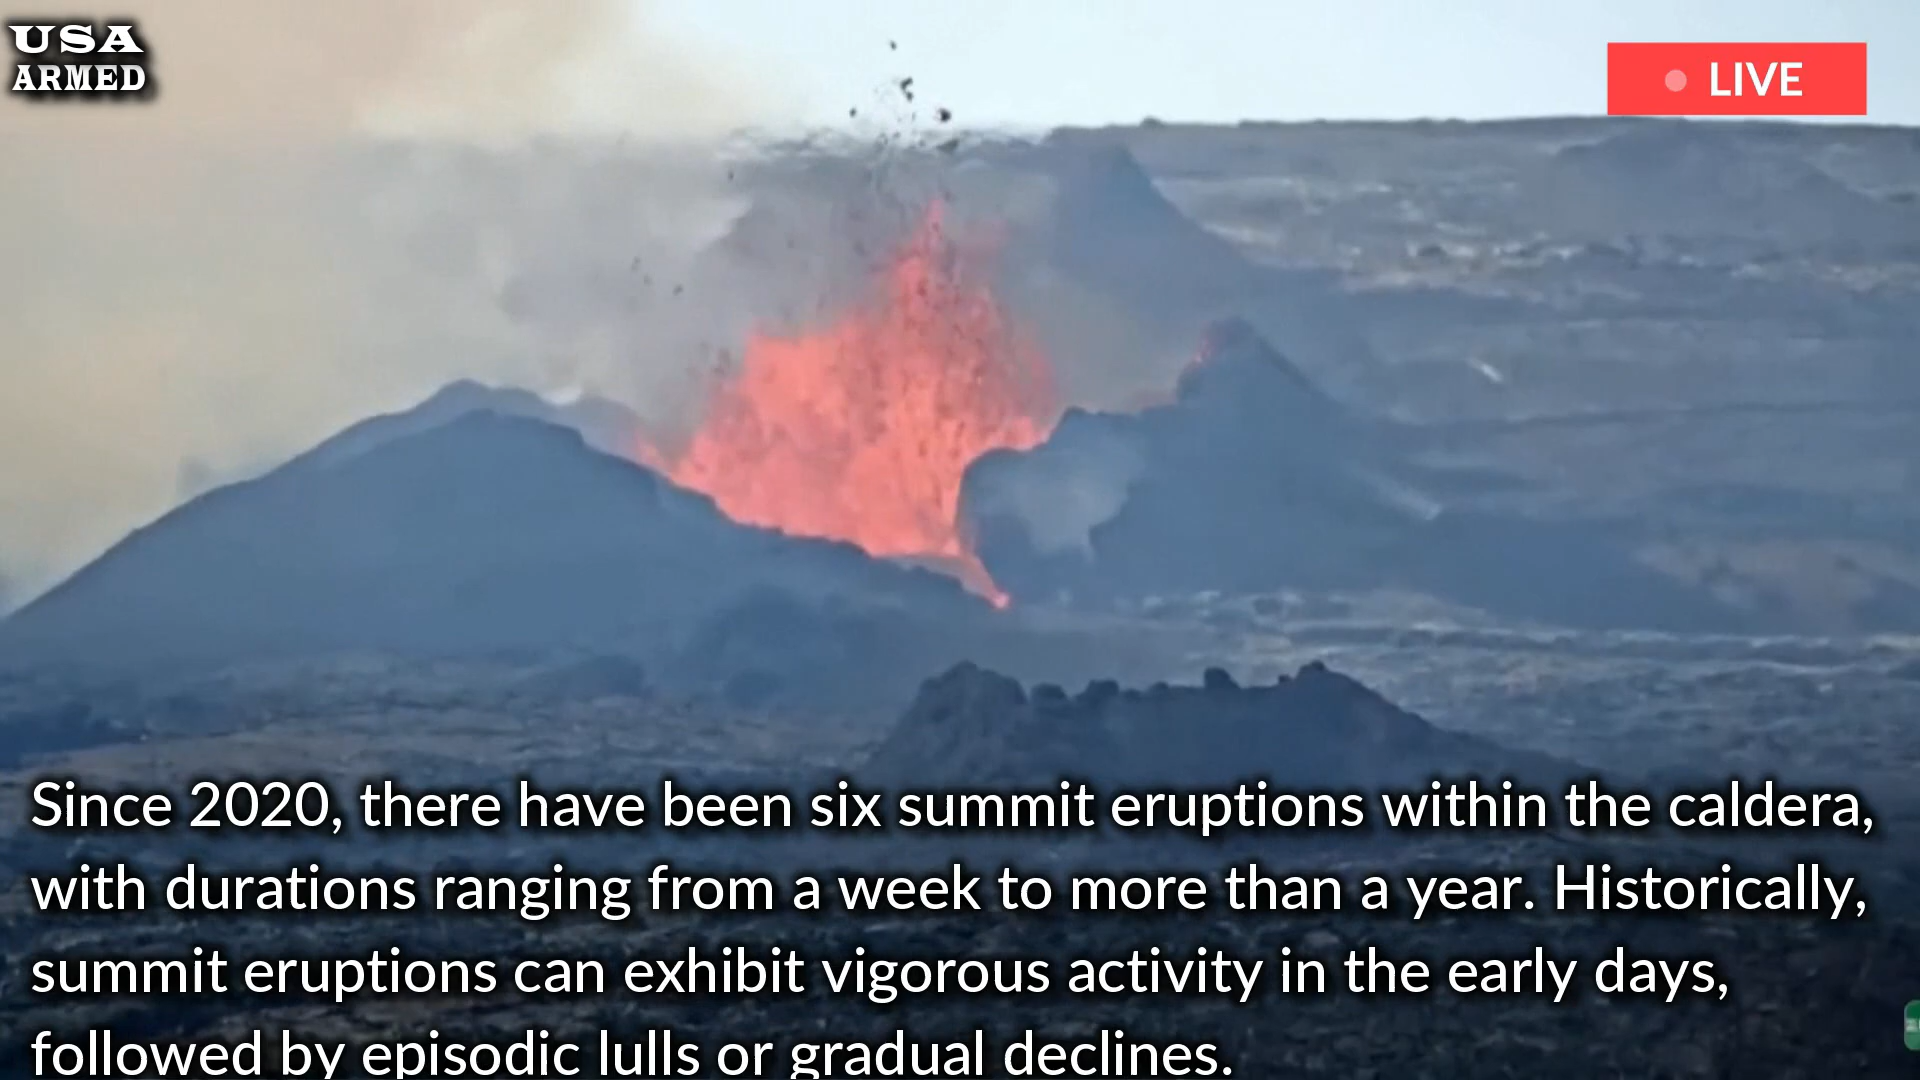 USA
ARMED
LIVE
Since 2020, there have been six summit eruptions within the caldera,
with durations ranging from a week to more than a year. Historically,
summit eruptions can exhibit vigorous activity in the early days,
followed by episodic lulls or gradual declines.